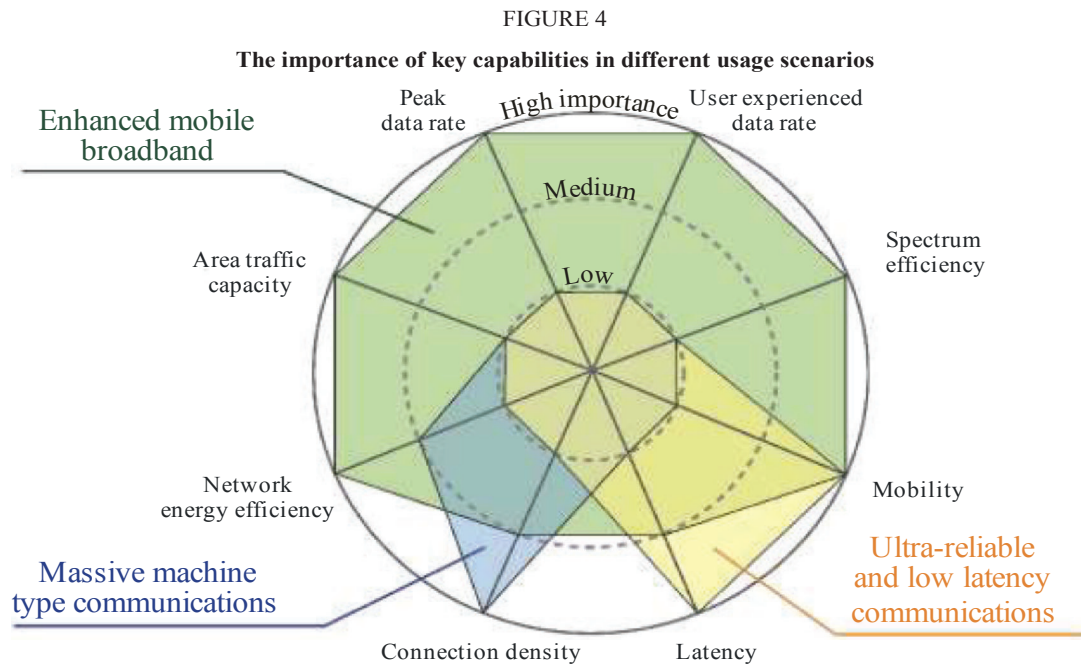 FIGURE 4
The importance of key capabilities in different usage scenarios
Peak
data rate
High importance
User experienced
data rate
Enhanced mobile
broadband
Medium
Area traffic
capacity
Low
Spectrum
efficiency
Network
energy efficiency
Mobility
Massive machine
type communications
Ultra-reliable
and low latency
communications
Connection density
Latency